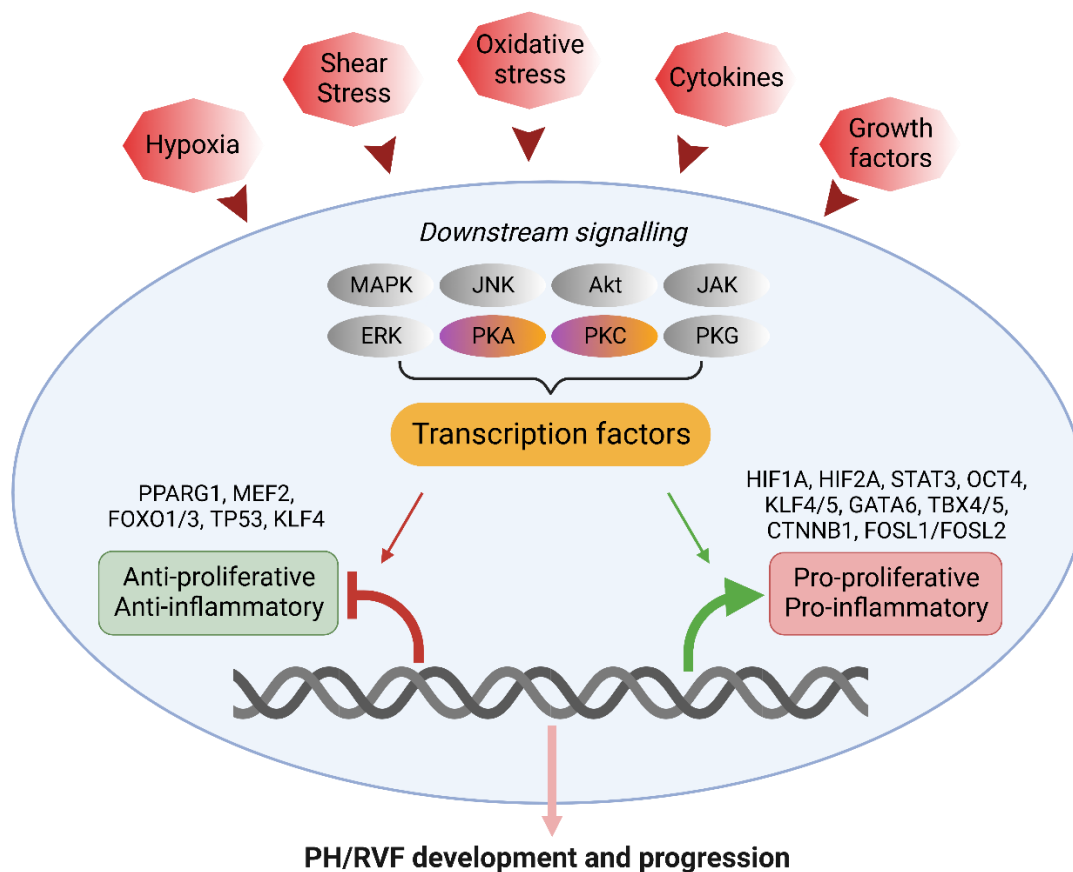 Oxidative
stress
Shear
Stress
Cytokines
Hypoxia
Growth
factors
Downstream signalling
MAPK
JNK
Akt
JAK
ERK
PKA
PKC
PKG
Transcription factors
PPARG1, MEF2,
FOXO1/3, TP53, KLF4
Anti-proliferative
Anti-inflammatory
HIF1A, HIF2A, STAT3, OCT4,
KLF4/5, GATA6, TBX4/5,
CTNNB1, FOSL1/FOSL2
Pro-proliferative
Pro-inflammatory
PH/RVF development and progression